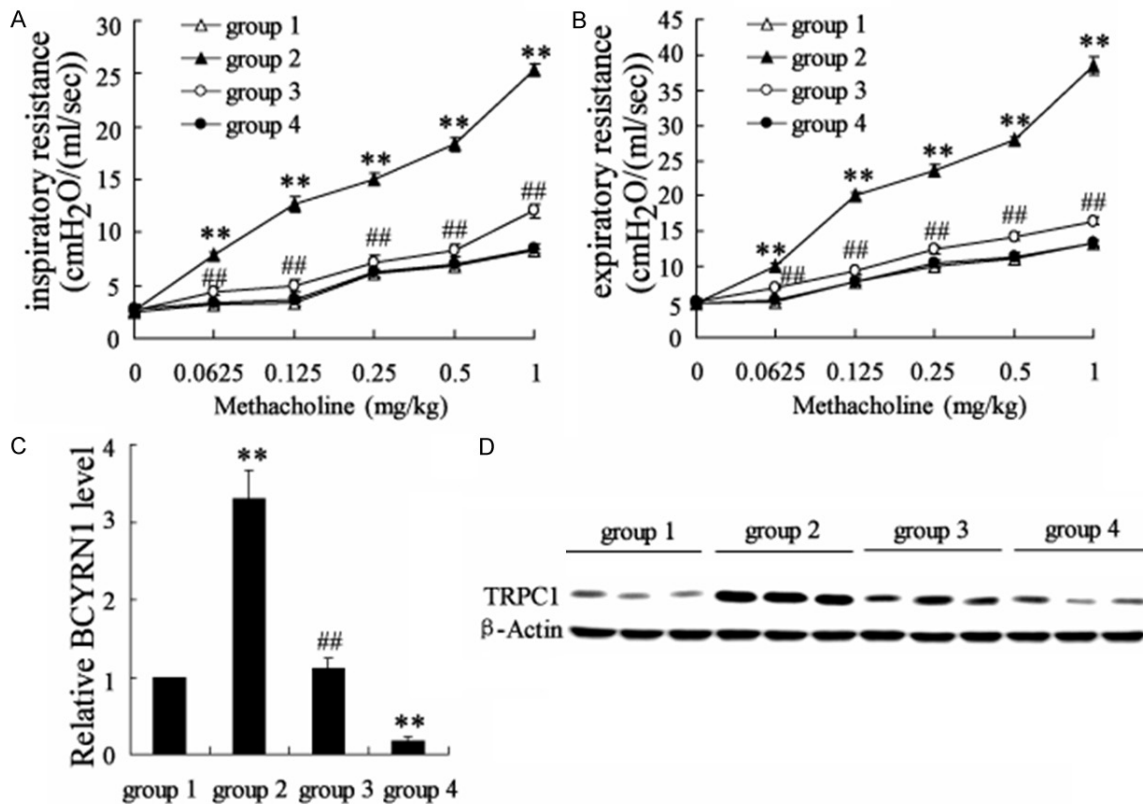 A
inspiratory resistance
(cmH2O/(ml/sec))
30
25
20
15
10
5
0
group 1
group 2
group 3
group 4
**
**
**
**
**
##
##
##
##
##
0 0.0625 0.125 0.25 0.5 1
Methacholine (mg/kg)
B
expiratory resistance
(cmH2O/(ml/sec))
45
40
35
30
25
20
15
10
5
0
group 1
group 2
group 3
group 4
**
**
**
**
**
##
##
##
##
##
0 0.0625 0.125 0.25 0.5 1
Methacholine (mg/kg)
C
Relative BCYRN1 level
4
3
2
1
0
**
##
**
group 1 group 2 group 3 group 4
D
group 1 group 2 group 3 group 4
TRPC1
β-Actin